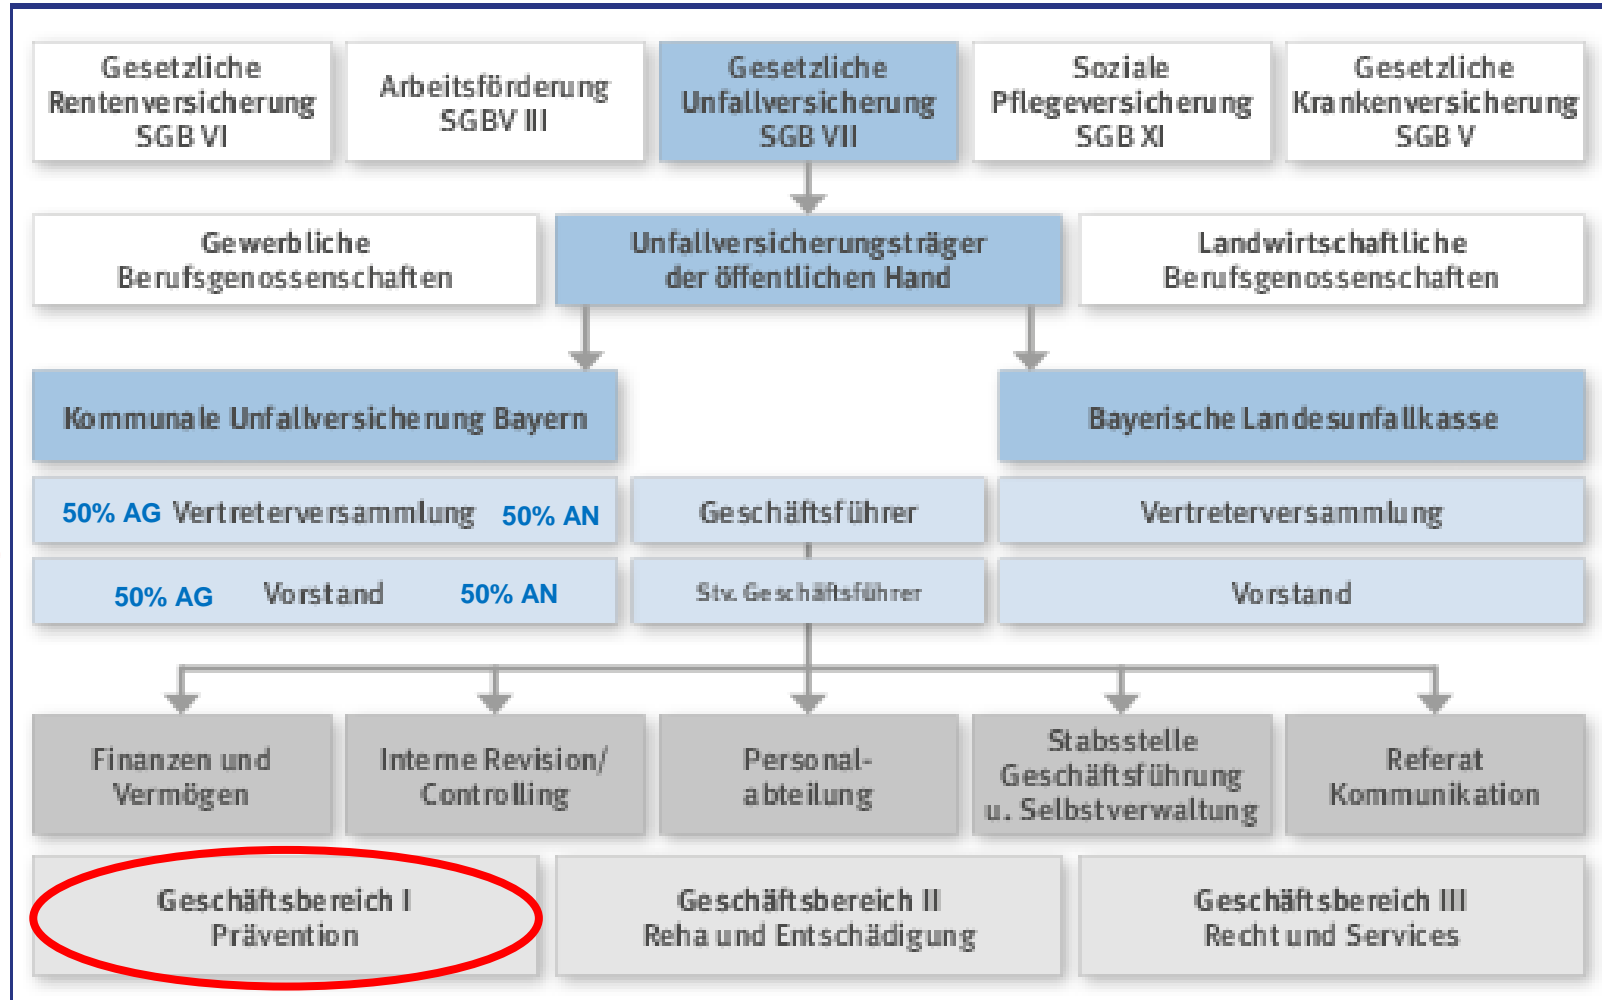 Gesetzliche
Rentenversicherung
SGB VI
Arbeitsförderung
SGBV III
Gesetzliche
Unfallversicherung
SGB VII
Soziale
Pflegeversicherung
SGB XI
Gesetzliche
Krankenversicherung
SGB V
Gewerbliche
Berufsgenossenschaften
Unfallversicherungsträger
der öffentlichen Hand
Landwirtschaftliche
Berufsgenossenschaften
Kommunale Unfallversicherung Bayern
Bayerische Landesunfallkasse
50% AG Vertreterversammlung 50% AN
Geschäftsführer
Vertreterversammlung
50% AG Vorstand 50% AN
Stv. Geschäftsführer
Vorstand
Finanzen und
Vermögen
Interne Revision/
Controlling
Personal-
abteilung
Stabsstelle
Geschäftsführung
u. Selbstverwaltung
Referat
Kommunikation
Geschäftsbereich I
Prävention
Geschäftsbereich II
Reha und Entschädigung
Geschäftsbereich III
Recht und Services